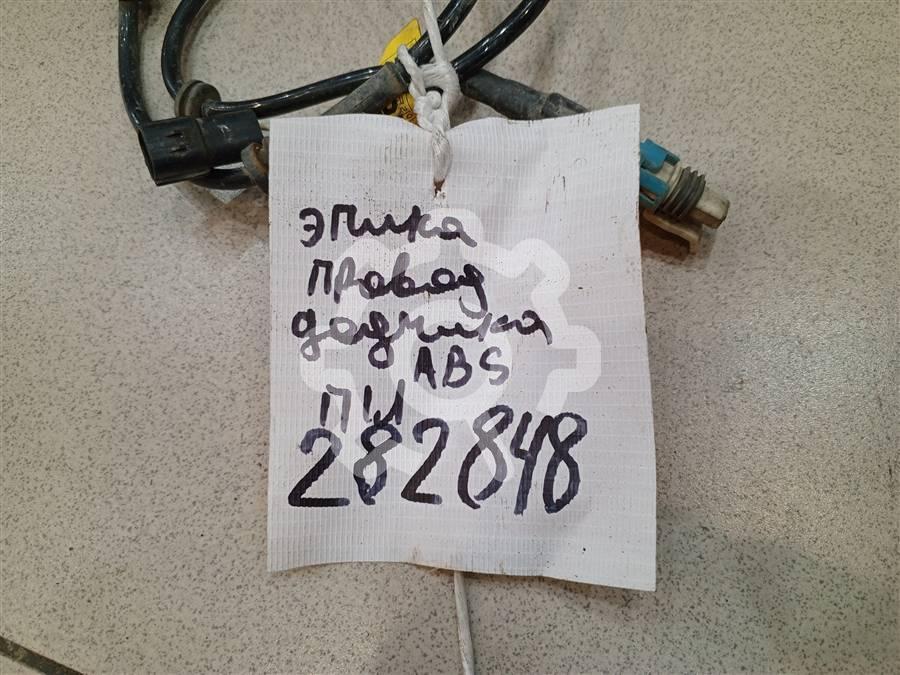 эпика
провод
датчика
ABS
ПЛ
282848